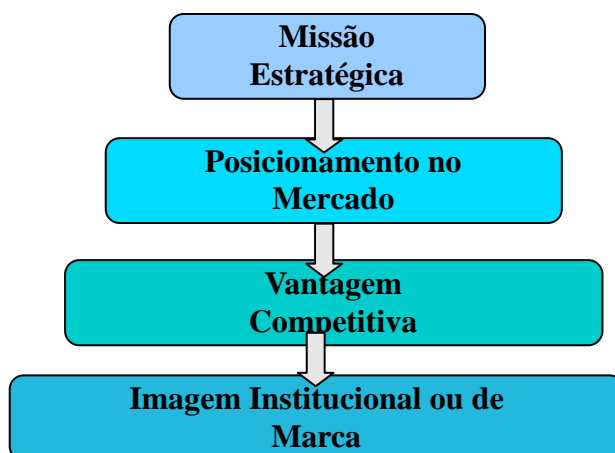 Missão
Estratégica
Posicionamento no
Mercado
Vantagem
Competitiva
Imagem Institucional ou de
Marca